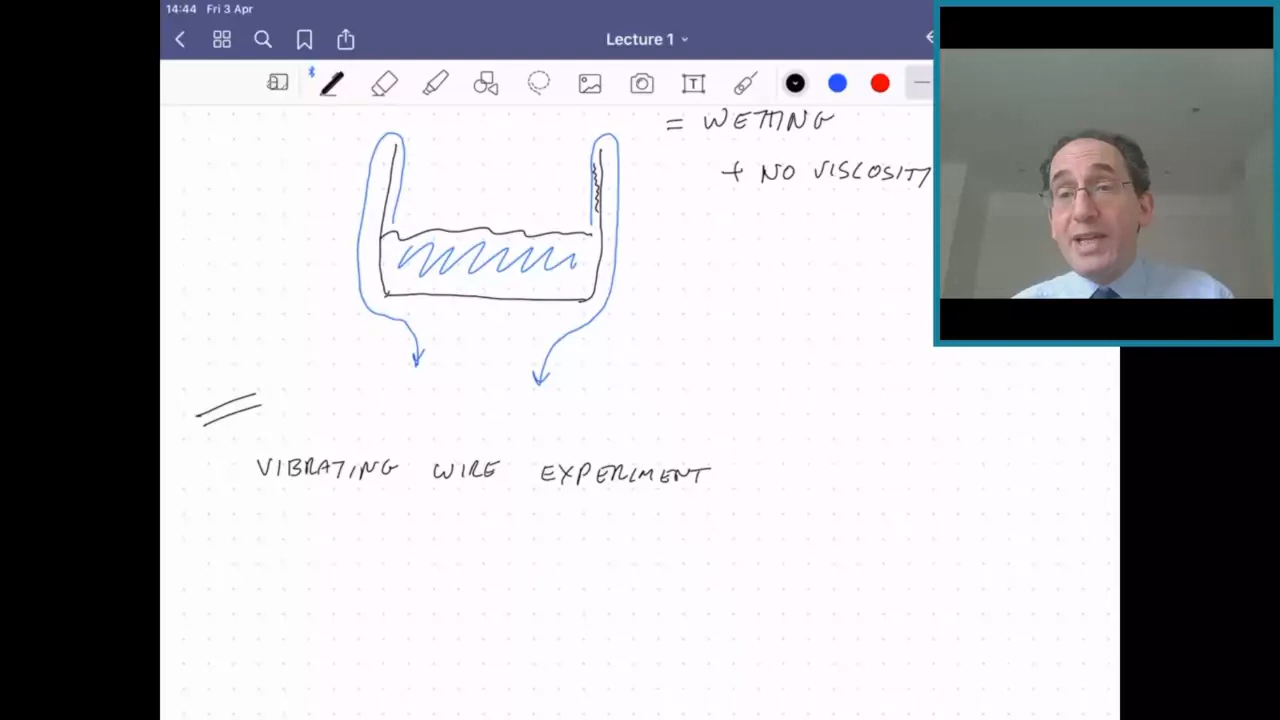 14:44 Fri 3 Apr
Lecture 1
T
= WETTING
+ NO VISCOSITY
VIBRATING WIRE EXPERIMENT